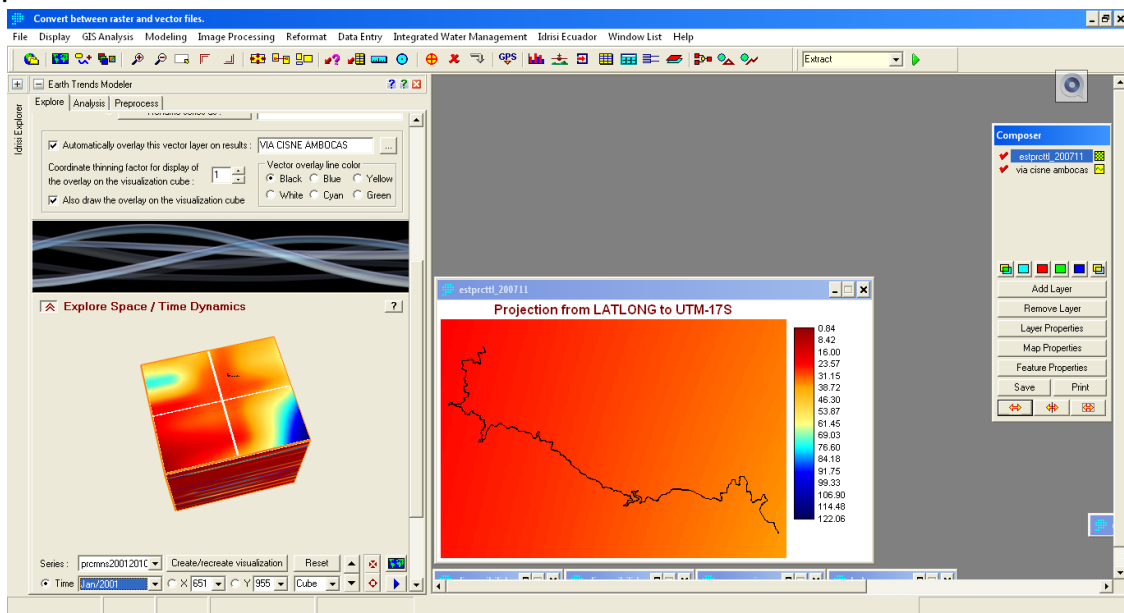 Convert between raster and vector files.
File Display GIS Analysis Modeling Image Processing Reformat Data Entry Integrated Water Management Idrisi Ecuador Window List Help
GPS
Extract
Idrisi Explorer
Earth Trends Modeler
? ?
Explore Analysis Preprocess
Automatically overlay this vector layer on results : VIA CISNE AMBOCAS ...
Coordinate thinning factor for display of
the overlay on the visualization cube : 1
Also draw the overlay on the visualization cube
Vector overlay line color
Black Blue Yellow
White Cyan Green
Explore Space / Time Dynamics ?
Series : prcmns20012010 Create/recreate visualization Reset
Time Jan/2001 X 651 Y 955 Cube
estprcttl_200711
Projection from LATLONG to UTM-17S
0.84
8.42
16.00
23.57
31.15
38.72
46.30
53.87
61.45
69.03
76.60
84.18
91.75
99.33
106.90
114.48
122.06
Composer
estprcttl_200711
via cisne ambocas
Add Layer
Remove Layer
Layer Properties
Map Properties
Feature Properties
Save Print